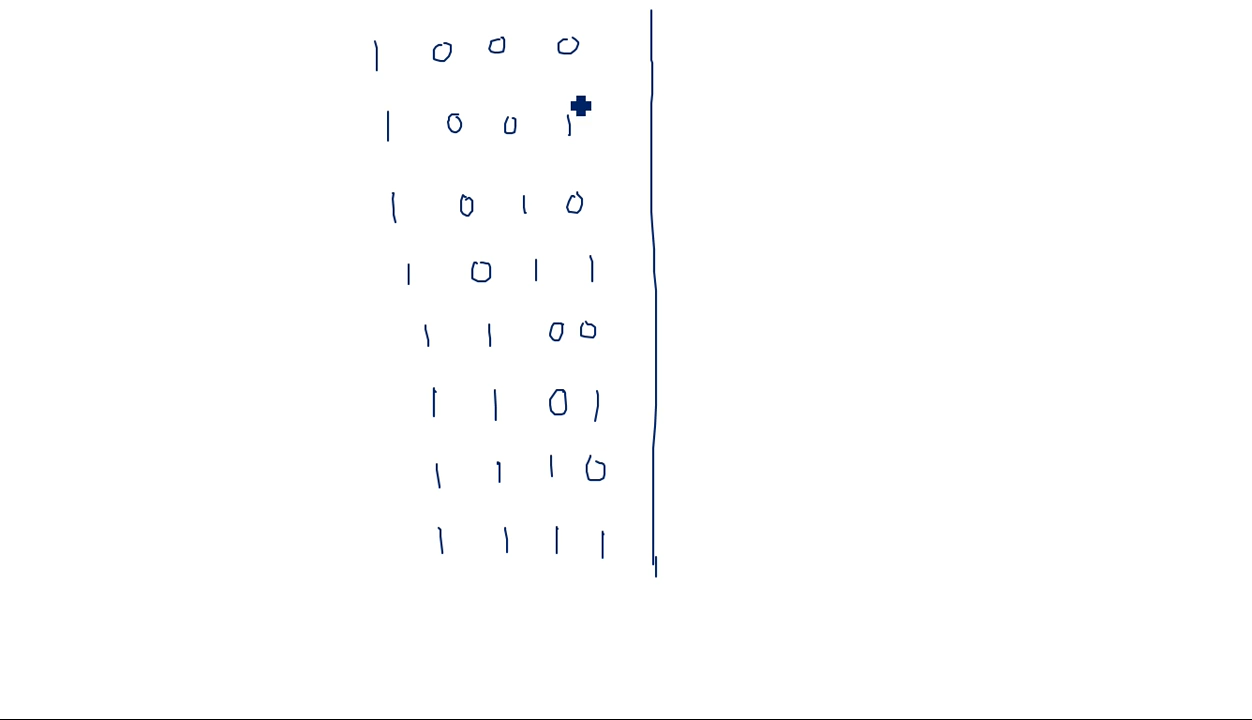 1 0 0 0
1 0 0 1
1 0 1 0
1 0 1 1
1 1 0 0
1 1 0 1
1 1 1 0
1 1 1 1